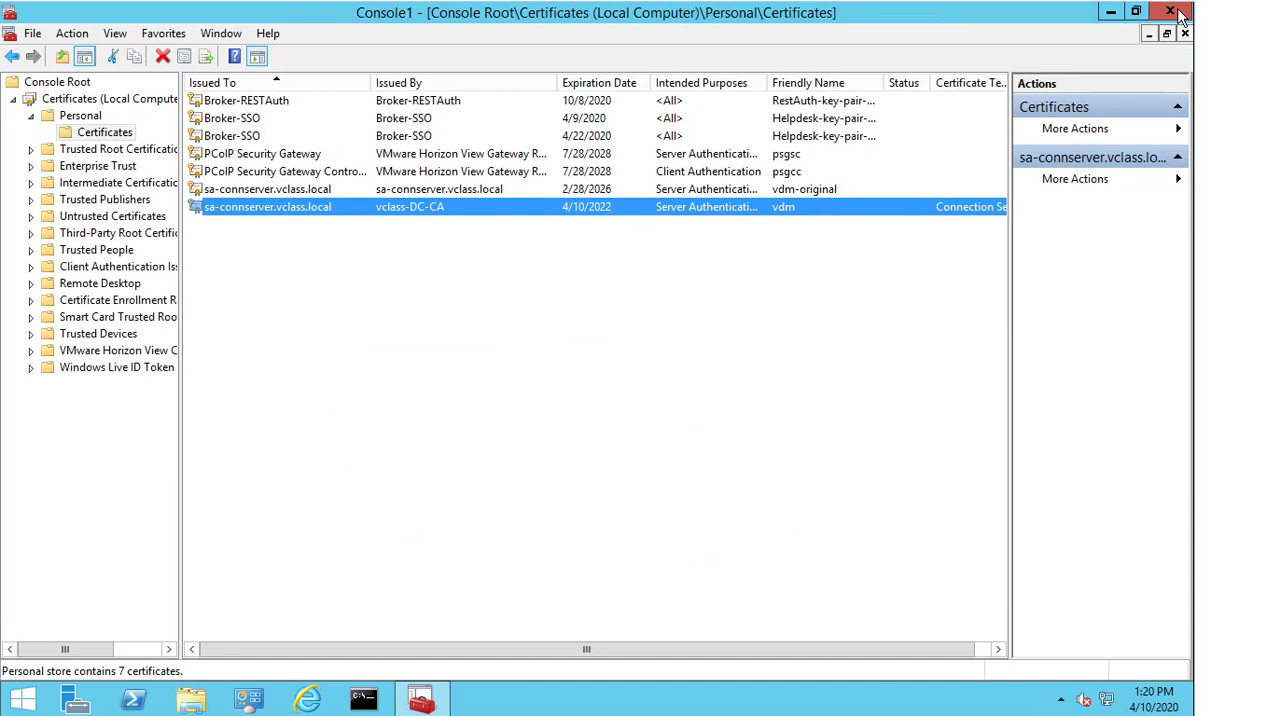 Console1 - [Console Root\Certificates (Local Computer)\Personal\Certificates]
File Action View Favorites Window Help
Console Root
Certificates (Local Compute
Personal
Certificates
Trusted Root Certificatio
Enterprise Trust
Intermediate Certificatio
Trusted Publishers
Untrusted Certificates
Third-Party Root Certific
Trusted People
Client Authentication Iss
Remote Desktop
Certificate Enrollment R
Smart Card Trusted Roo
Trusted Devices
VMware Horizon View C
Windows Live ID Token
Issued To Issued By Expiration Date Intended Purposes Friendly Name Status Certificate Te...
Broker-RESTAuth Broker-RESTAuth 10/8/2020 <All> RestAuth-key-pair-...
Broker-SSO Broker-SSO 4/9/2020 <All> Helpdesk-key-pair-...
Broker-SSO Broker-SSO 4/22/2020 <All> Helpdesk-key-pair-...
PCoIP Security Gateway VMware Horizon View Gateway R... 7/28/2028 Server Authenticati... psgsc
PCoIP Security Gateway Contro... VMware Horizon View Gateway R... 7/28/2028 Client Authentication psgcc
sa-connserver.vclass.local sa-connserver.vclass.local 2/28/2026 Server Authenticati... vdm-original
sa-connserver.vclass.local vclass-DC-CA 4/10/2022 Server Authenticati... vdm Connection Se
Actions
Certificates
More Actions
sa-connserver.vclass.lo...
More Actions
Personal store contains 7 certificates.
1:20 PM
4/10/2020